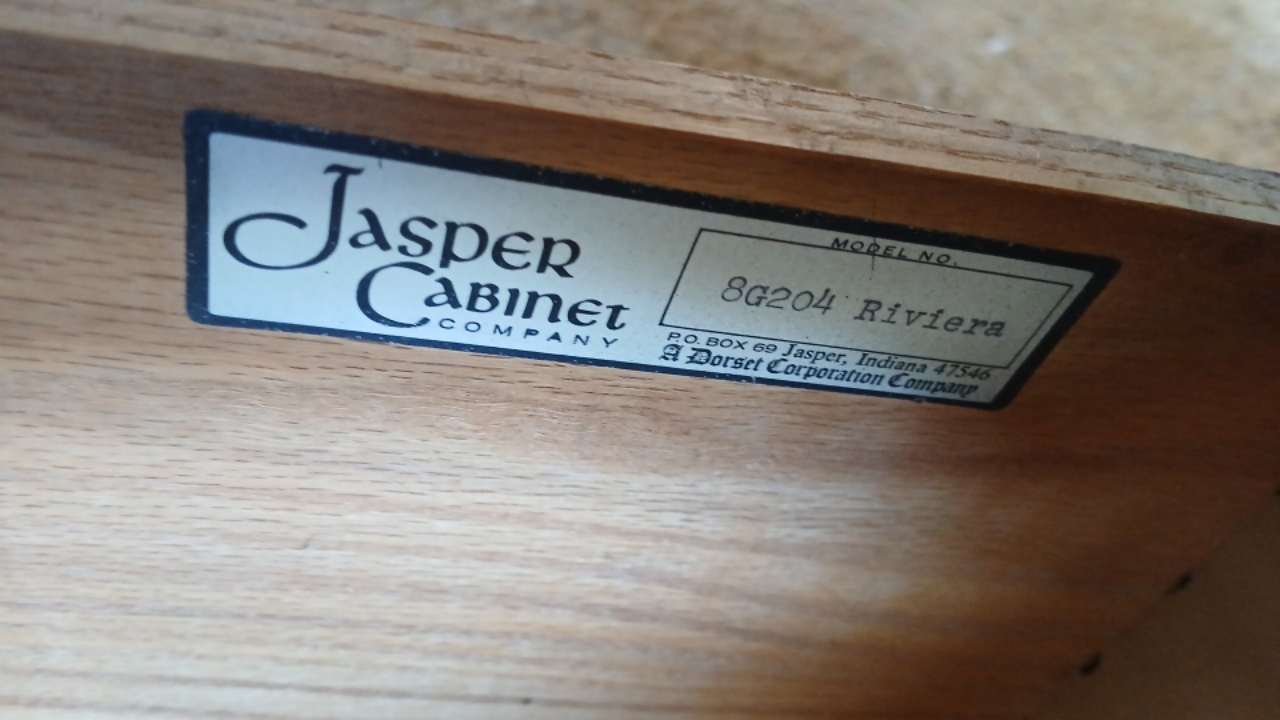 Jasper
Cabinet
COMPANY
MODEL NO.
8G204 Riviera
P.O. BOX 69 Jasper, Indiana 47546
A Dorset Corporation Company